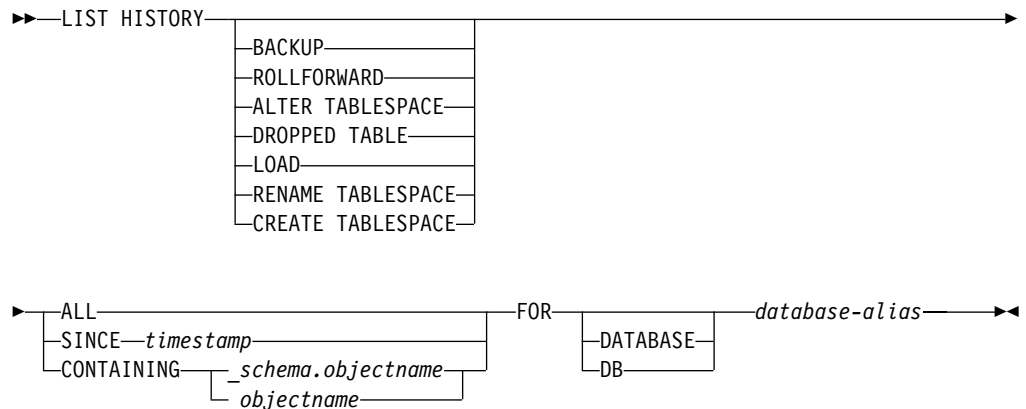 LIST HISTORY
BACKUP
ROLLFORWARD
ALTER TABLESPACE
DROPPED TABLE
LOAD
RENAME TABLESPACE
CREATE TABLESPACE
ALL FOR database-alias
SINCE timestamp DATABASE
CONTAINING _schema.objectname DB
objectname